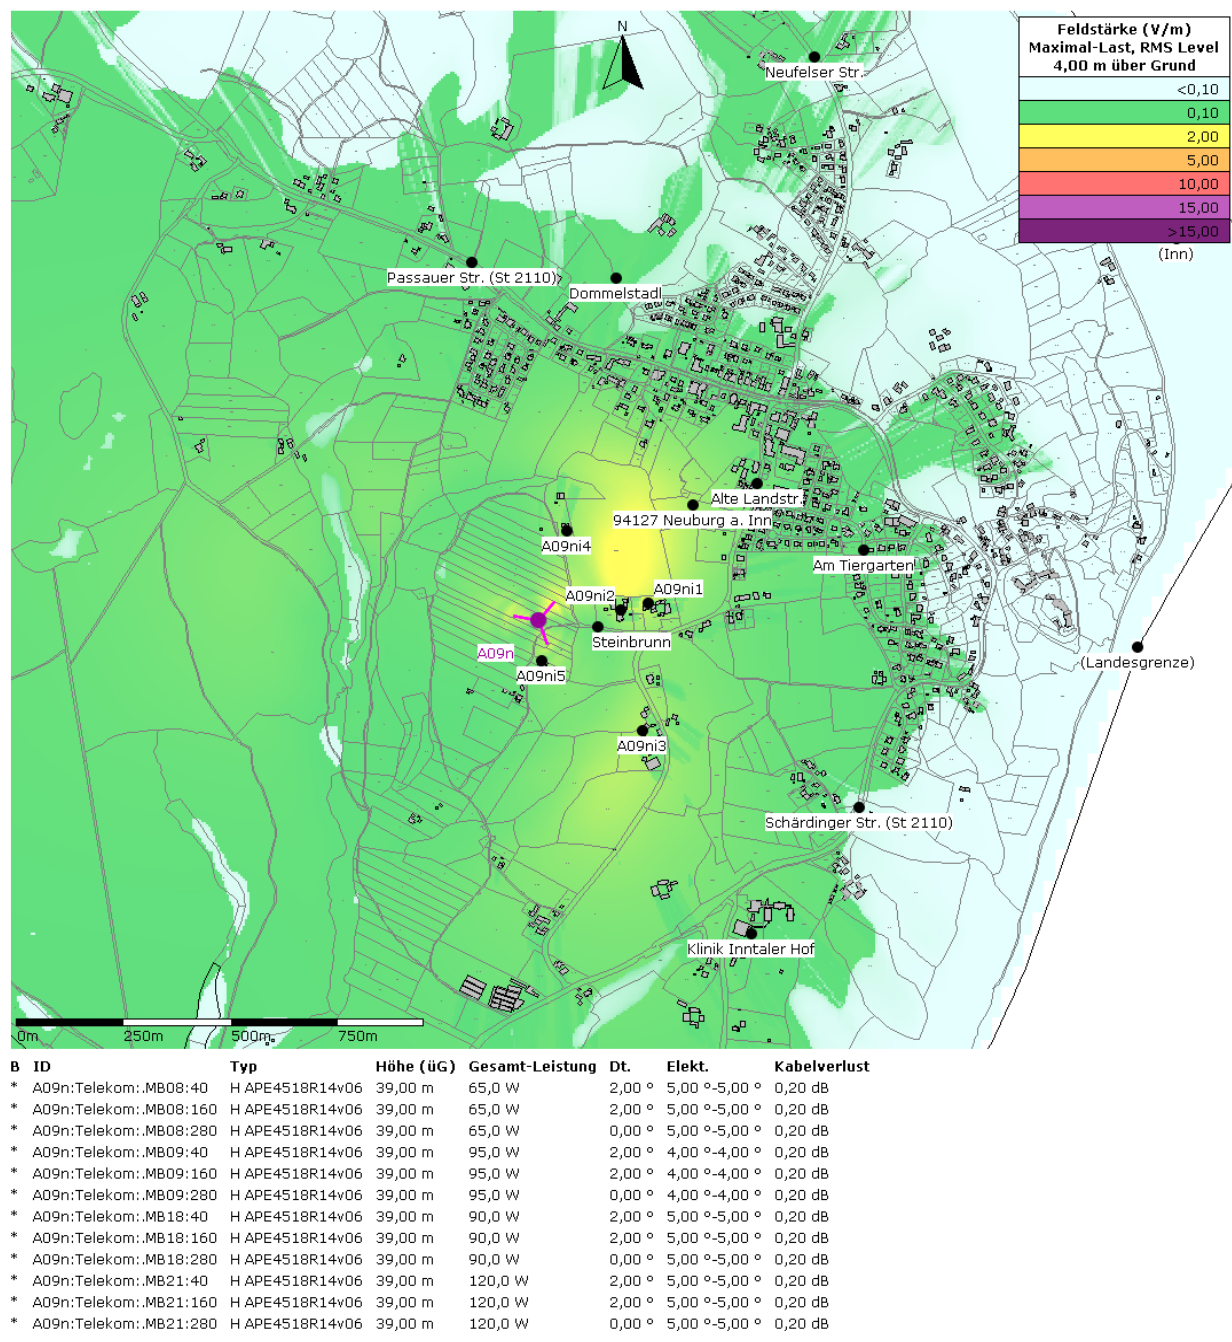 N
Feldstärke (V/m)
Maximal-Last, RMS Level
4,00 m über Grund
<0,10
0,10
2,00
5,00
10,00
15,00
>15,00
(Inn)
Neufelser Str.
Passauer Str. (St 2110)
Dommelstadl
Alte Landstr.
94127 Neuburg a. Inn
A09ni4
Am Tiergarten
A09ni2
A09ni1
Steinbrunn
A09n
(Landesgrenze)
A09ni5
A09ni3
Schärdinger Str. (St 2110)
Klinik Inntaler Hof
0m 250m 500m 750m
B ID Typ Höhe (üG) Gesamt-Leistung Dt. Elekt. Kabelverlust
* A09n:Telekom:.MB08:40 H APE4518R14v06 39,00 m 65,0 W 2,00 ° 5,00 °-5,00 ° 0,20 dB
* A09n:Telekom:.MB08:160 H APE4518R14v06 39,00 m 65,0 W 2,00 ° 5,00 °-5,00 ° 0,20 dB
* A09n:Telekom:.MB08:280 H APE4518R14v06 39,00 m 65,0 W 0,00 ° 5,00 °-5,00 ° 0,20 dB
* A09n:Telekom:.MB09:40 H APE4518R14v06 39,00 m 95,0 W 2,00 ° 4,00 °-4,00 ° 0,20 dB
* A09n:Telekom:.MB09:160 H APE4518R14v06 39,00 m 95,0 W 2,00 ° 4,00 °-4,00 ° 0,20 dB
* A09n:Telekom:.MB09:280 H APE4518R14v06 39,00 m 95,0 W 0,00 ° 4,00 °-4,00 ° 0,20 dB
* A09n:Telekom:.MB18:40 H APE4518R14v06 39,00 m 90,0 W 2,00 ° 5,00 °-5,00 ° 0,20 dB
* A09n:Telekom:.MB18:160 H APE4518R14v06 39,00 m 90,0 W 2,00 ° 5,00 °-5,00 ° 0,20 dB
* A09n:Telekom:.MB18:280 H APE4518R14v06 39,00 m 90,0 W 0,00 ° 5,00 °-5,00 ° 0,20 dB
* A09n:Telekom:.MB21:40 H APE4518R14v06 39,00 m 120,0 W 2,00 ° 5,00 °-5,00 ° 0,20 dB
* A09n:Telekom:.MB21:160 H APE4518R14v06 39,00 m 120,0 W 2,00 ° 5,00 °-5,00 ° 0,20 dB
* A09n:Telekom:.MB21:280 H APE4518R14v06 39,00 m 120,0 W 0,00 ° 5,00 °-5,00 ° 0,20 dB